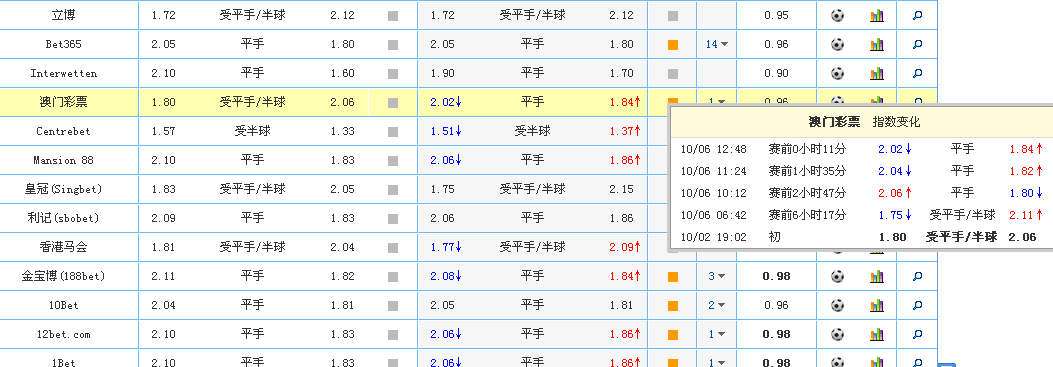 立博 1.72 受平手/半球 2.12 1.72 受平手/半球 2.12 0.95
Bet365 2.05 平手 1.80 2.05 平手 1.80 14 0.96
Interwetten 2.10 平手 1.60 1.90 平手 1.70 0.90
澳门彩票 1.80 受平手/半球 2.06 2.02↓ 平手 1.84↑ 1 0.96
Centrebet 1.57 受半球 1.33 1.51↓ 受半球 1.37↑
Mansion 88 2.10 平手 1.83 2.06↓ 平手 1.86↑
皇冠(Singbet) 1.83 受平手/半球 2.05 1.75 受平手/半球 2.15
利记(sbobet) 2.09 平手 1.83 2.06 平手 1.86
香港马会 1.81 受平手/半球 2.04 1.77↓ 受平手/半球 2.09↑
金宝博(188bet) 2.11 平手 1.82 2.08↓ 平手 1.84↑ 3 0.98
10Bet 2.04 平手 1.81 2.05 平手 1.81 2 0.96
12bet.com 2.10 平手 1.83 2.06↓ 平手 1.86↑ 1 0.98
1Bet 2.10 平手 1.83 2.06↓ 平手 1.86↑ 1 0.98
澳门彩票 指数变化
10/06 12:48 赛前0小时11分 2.02↓ 平手 1.84↑
10/06 11:24 赛前1小时35分 2.04↓ 平手 1.82↑
10/06 10:12 赛前2小时47分 2.06↑ 平手 1.80↓
10/06 06:42 赛前6小时17分 1.75↓ 受平手/半球 2.11↑
10/02 19:02 初 1.80 受平手/半球 2.06